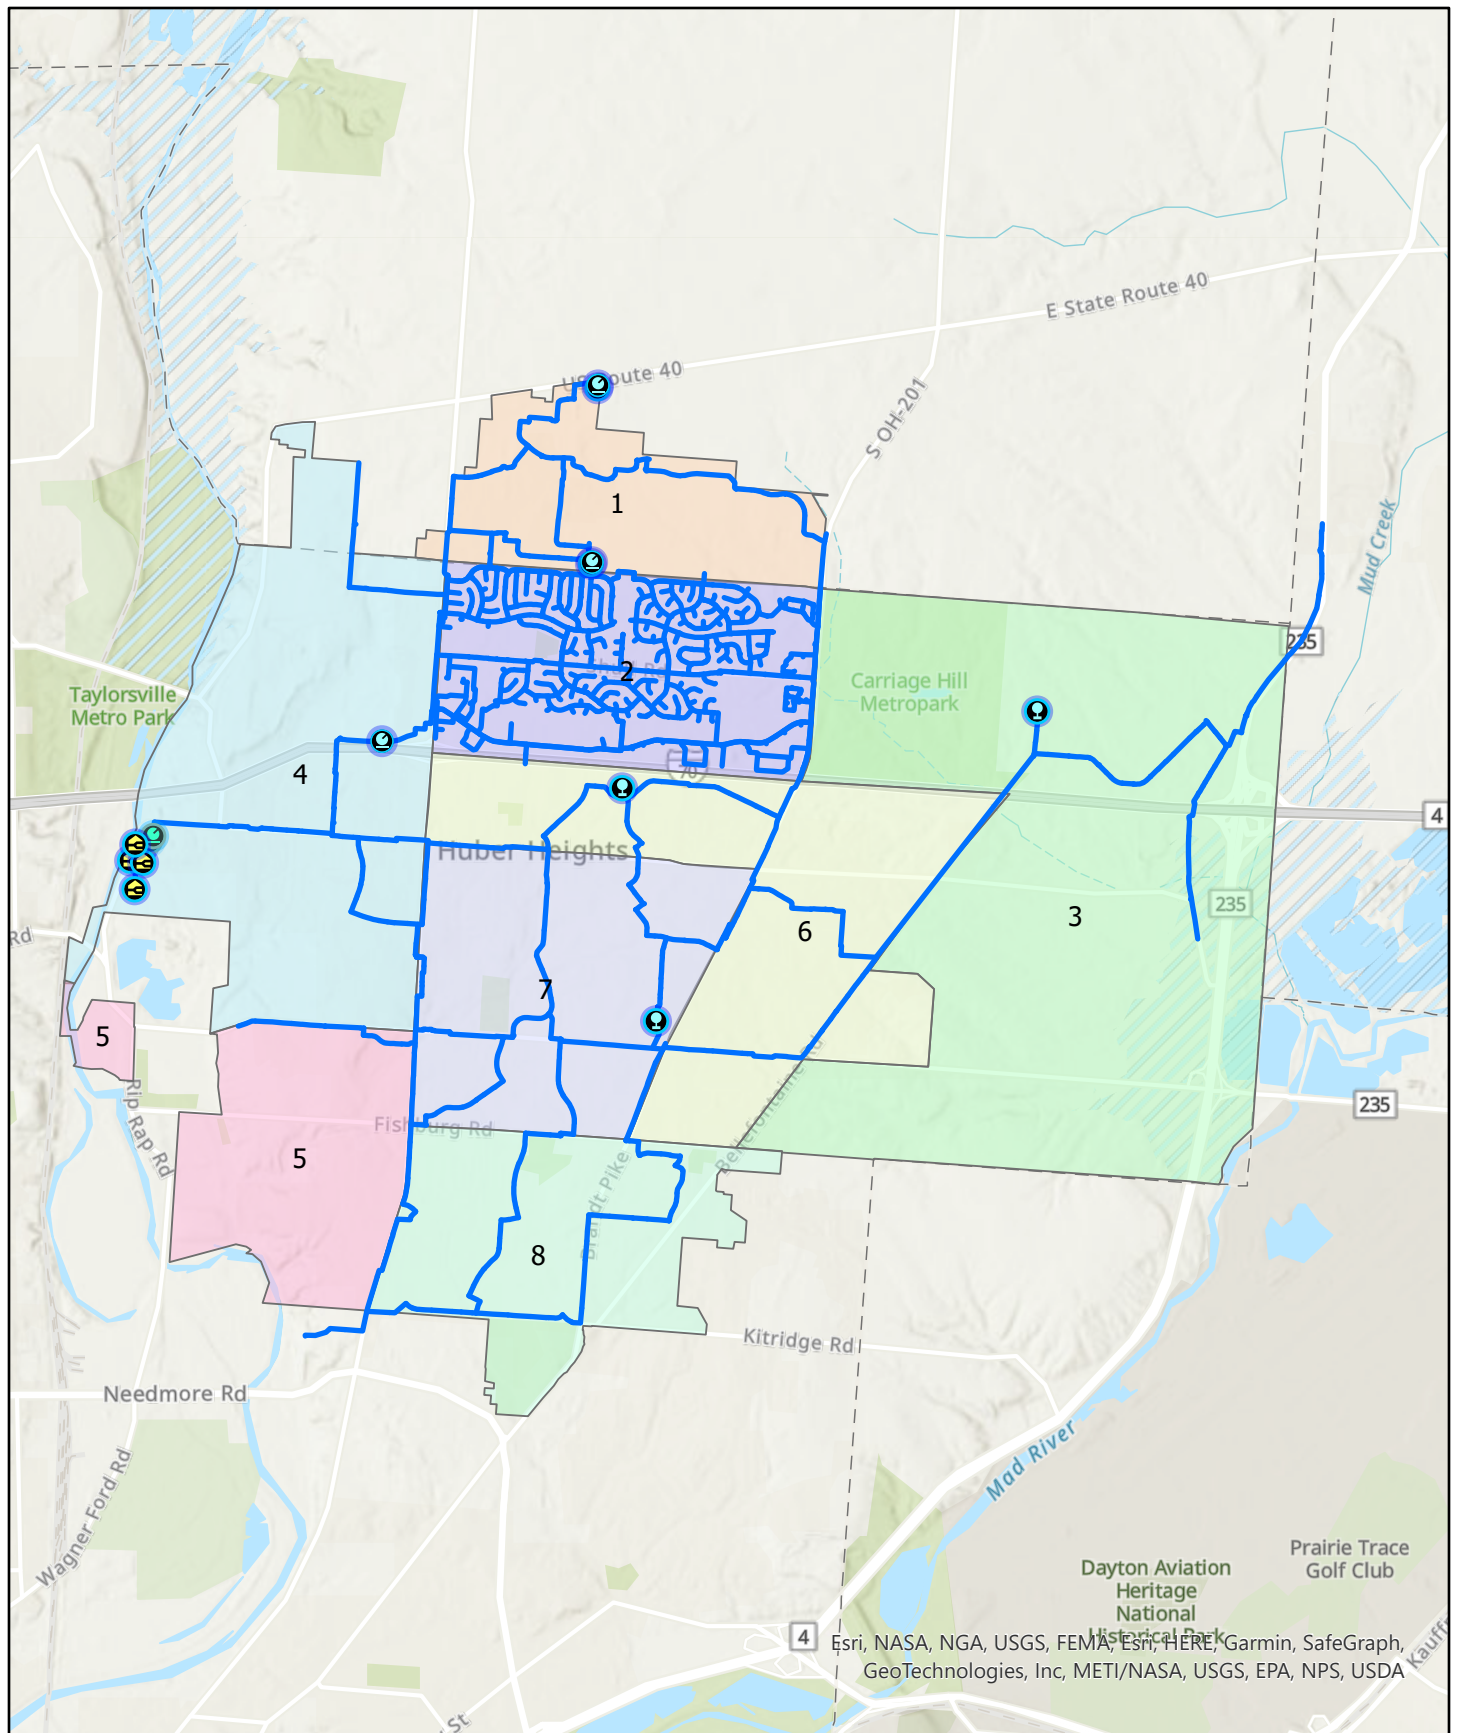 E State Route 40
US Route 40
S OH-201
1
Mud Creek
235
2
Carriage Hill
Metropark
Taylorsville
Metro Park
70
4
4
Huber Heights
235
3
6
Rd
7
5
Rip Rap Rd
Bellefontaine Rd
235
Fishburg Rd
5
Brandt Pike
8
Kitridge Rd
Needmore Rd
Mad River
Wagner Ford Rd
Prairie Trace
Golf Club
Dayton Aviation
Heritage
National
Historical Park
4
Esri, NASA, NGA, USGS, FEMA, Esri, HERE, Garmin, SafeGraph,
GeoTechnologies, Inc, METI/NASA, USGS, EPA, NPS, USDA
St